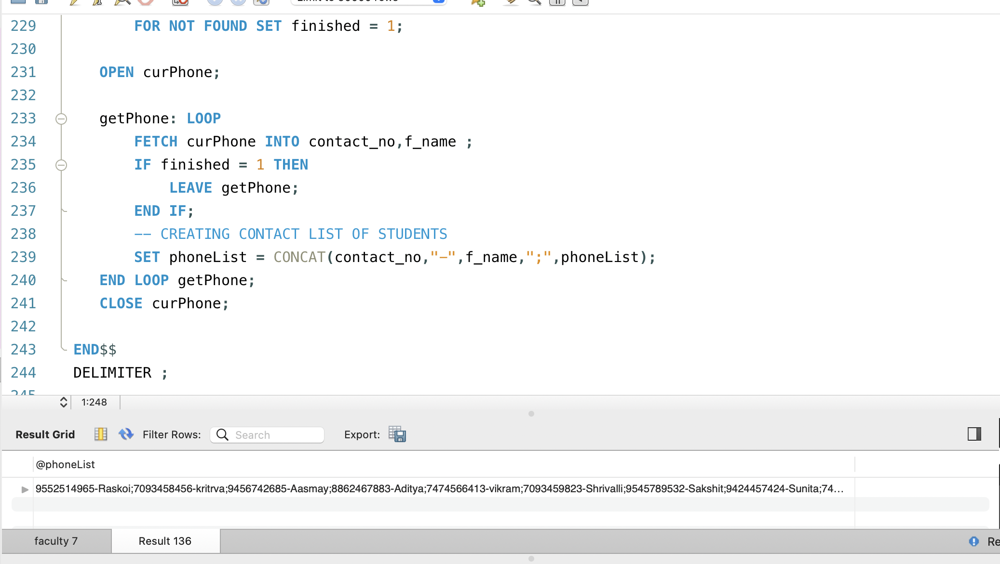 229 FOR NOT FOUND SET finished = 1;
230
231 OPEN curPhone;
232
233 getPhone: LOOP
234 FETCH curPhone INTO contact_no,f_name ;
235 IF finished = 1 THEN
236 LEAVE getPhone;
237 END IF;
238 -- CREATING CONTACT LIST OF STUDENTS
239 SET phoneList = CONCAT(contact_no,"-",f_name,";",phoneList);
240 END LOOP getPhone;
241 CLOSE curPhone;
242
243 END$$
244 DELIMITER ;
245
1:248
Result Grid Filter Rows: Search Export:
@phoneList
9552514965-Raskoi;7093458456-kritrva;9456742685-Aasmay;8862467883-Aditya;7474566413-vikram;7093459823-Shrivalli;9545789532-Sakshit;9424457424-Sunita;74...
faculty 7 Result 136 Re